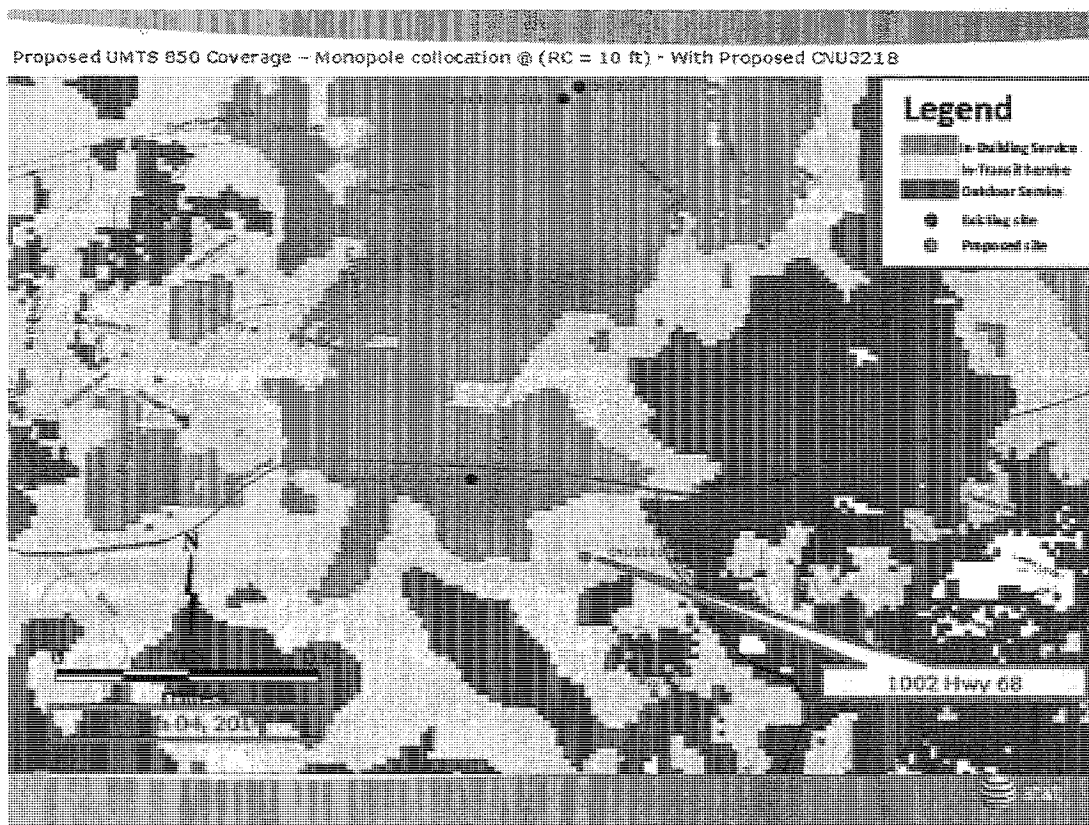 Proposed UMTS 850 Coverage – Monopole collocation @ (RC = 10 ft) - With Proposed CNU3218
Legend
In-Building Service
In-Transit Service
Outdoor Service
Existing site
Proposed site
1002 Hwy 68
at&t